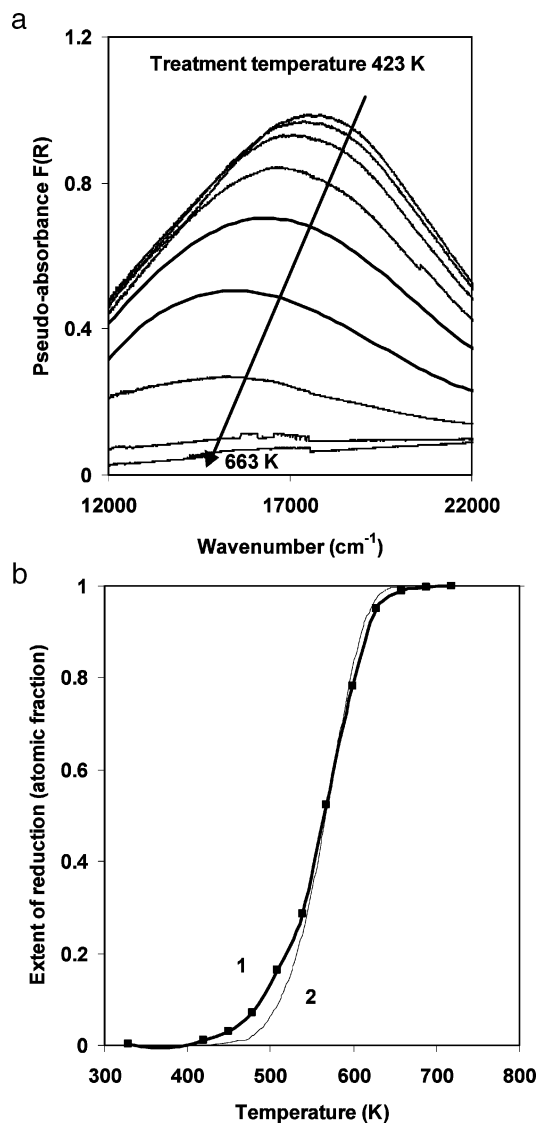 a
1.2
Treatment temperature 423 K
0.8
0.4
0
663 K
12000 17000 22000
Pseudo-absorbance F(R)
Wavenumber (cm-1)
b
1
0.8
0.6
0.4
0.2
0
1
2
300 400 500 600 700 800
Extent of reduction (atomic fraction)
Temperature (K)